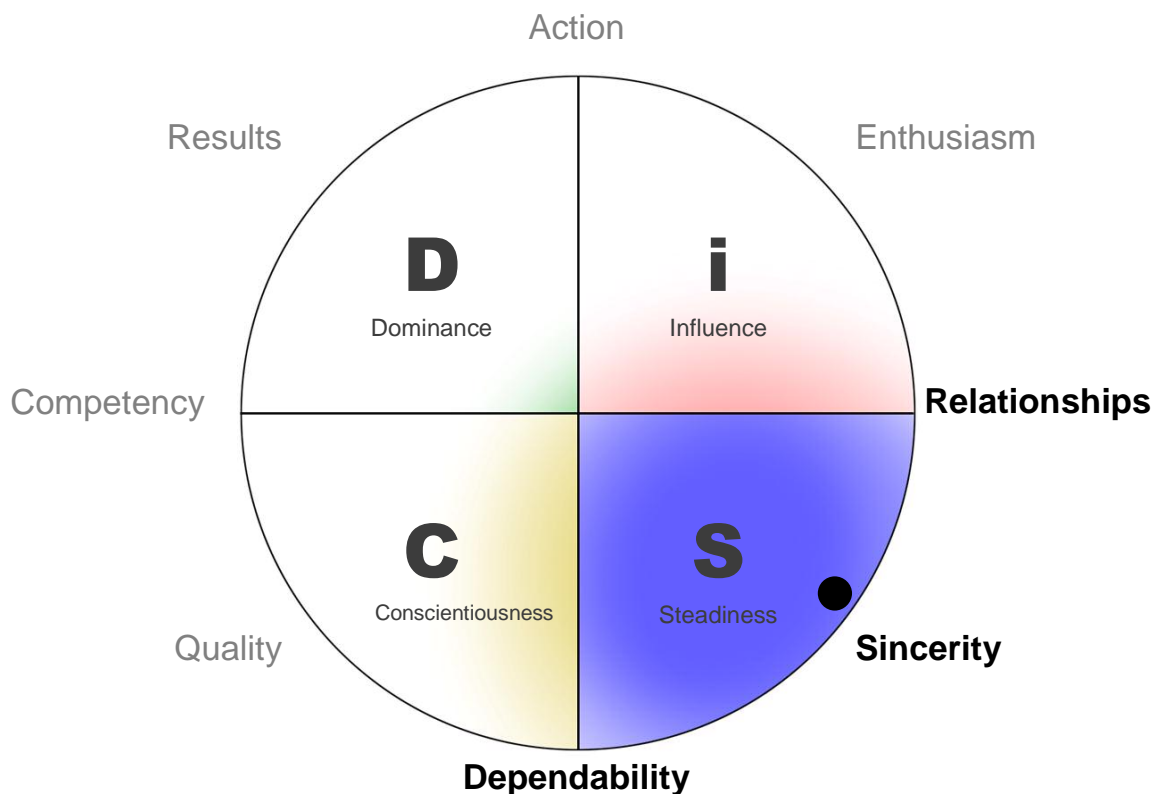 Action
Results
Enthusiasm
D
i
Dominance
Influence
Competency
Relationships
C
S
Conscientiousness
Steadiness
Quality
Sincerity
Dependability